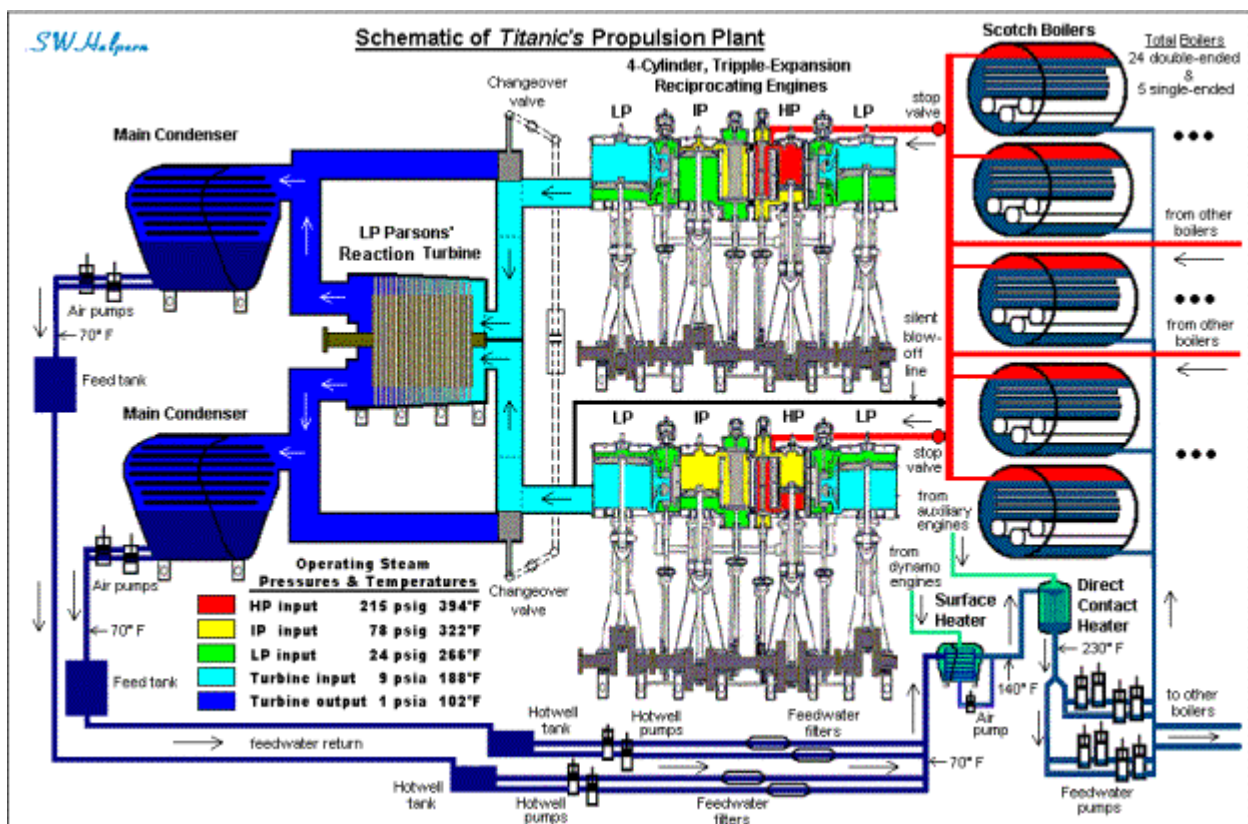 SWHalpern
Schematic of Titanic's Propulsion Plant
4-Cylinder, Tripple-Expansion
Reciprocating Engines
Scotch Boilers
Total Boilers
24 double-ended
&
5 single-ended
Changeover
valve
LP
IP
HP
LP
stop
valve
Main Condenser
LP Parsons'
Reaction Turbine
from other
boilers
Air pumps
70° F
Feed tank
silent
blow-
off
line
from other
boilers
Main Condenser
LP
IP
HP
LP
stop
valve
from
auxiliary
engines
from
dynamo
engines
Air pumps
70° F
Feed tank
Operating Steam
Pressures & Temperatures
HP input 215 psig 394°F
IP input 78 psig 322°F
LP input 24 psig 266°F
Turbine input 9 psia 188°F
Turbine output 1 psia 102°F
Changeover
valve
Surface
Heater
Direct
Contact
Heater
230° F
140° F
Air
pump
to other
boilers
feedwater return
Hotwell
tank
Hotwell
pumps
Feedwater
filters
70° F
Hotwell
tank
Hotwell
pumps
Feedwater
filters
Feedwater
pumps